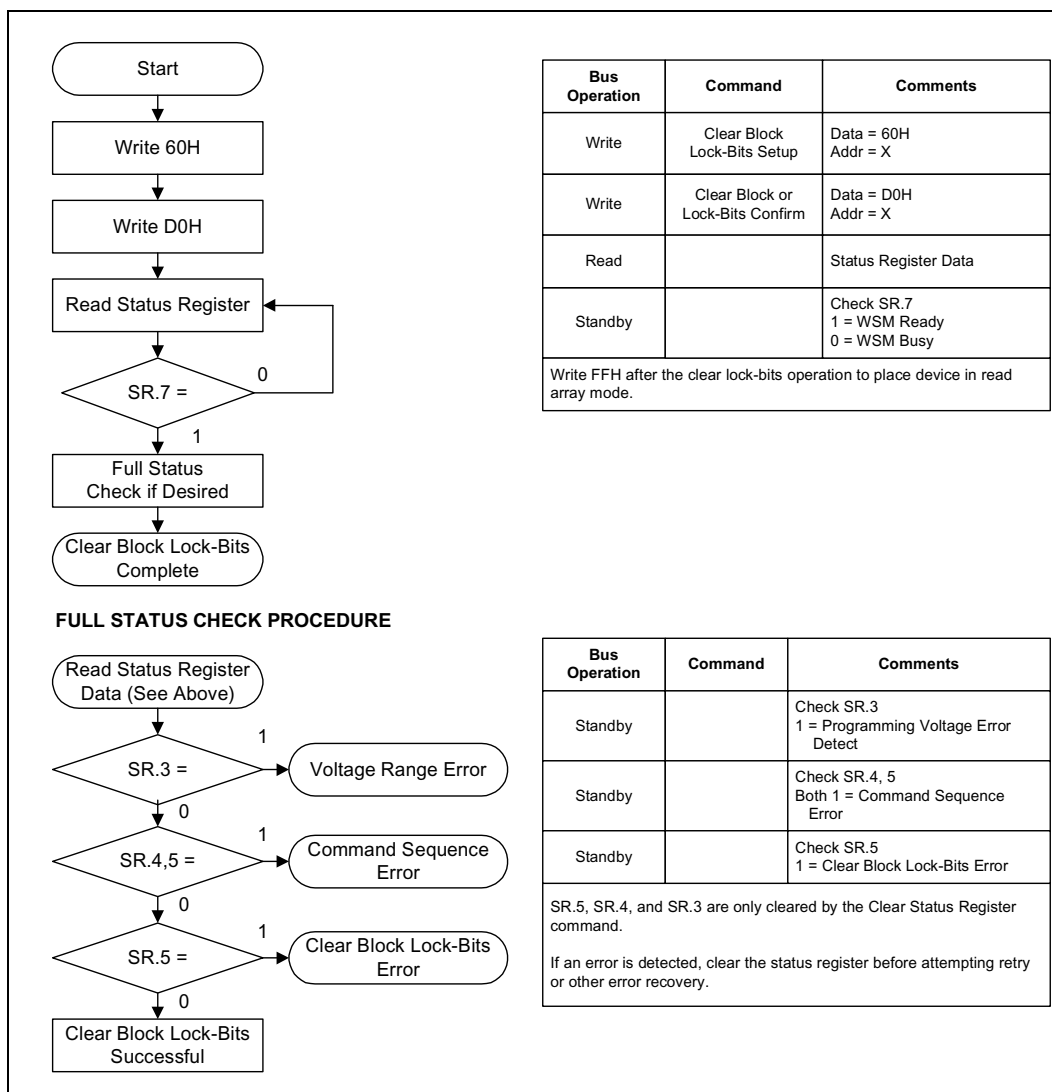 Start
Write 60H
Write D0H
Read Status Register
0
SR.7 =
1
Full Status
Check if Desired
Clear Block Lock-Bits
Complete
Bus
Operation
Command
Comments
Write
Clear Block
Lock-Bits Setup
Data = 60H
Addr = X
Write
Clear Block or
Lock-Bits Confirm
Data = D0H
Addr = X
Read
Status Register Data
Standby
Check SR.7
1 = WSM Ready
0 = WSM Busy
Write FFH after the clear lock-bits operation to place device in read
array mode.
FULL STATUS CHECK PROCEDURE
Read Status Register
Data (See Above)
1
SR.3 =
Voltage Range Error
0
1
SR.4,5 =
Command Sequence
Error
0
1
SR.5 =
Clear Block Lock-Bits
Error
0
Clear Block Lock-Bits
Successful
Bus
Operation
Command
Comments
Standby
Check SR.3
1 = Programming Voltage Error
Detect
Standby
Check SR.4, 5
Both 1 = Command Sequence
Error
Standby
Check SR.5
1 = Clear Block Lock-Bits Error
SR.5, SR.4, and SR.3 are only cleared by the Clear Status Register
command.
If an error is detected, clear the status register before attempting retry
or other error recovery.